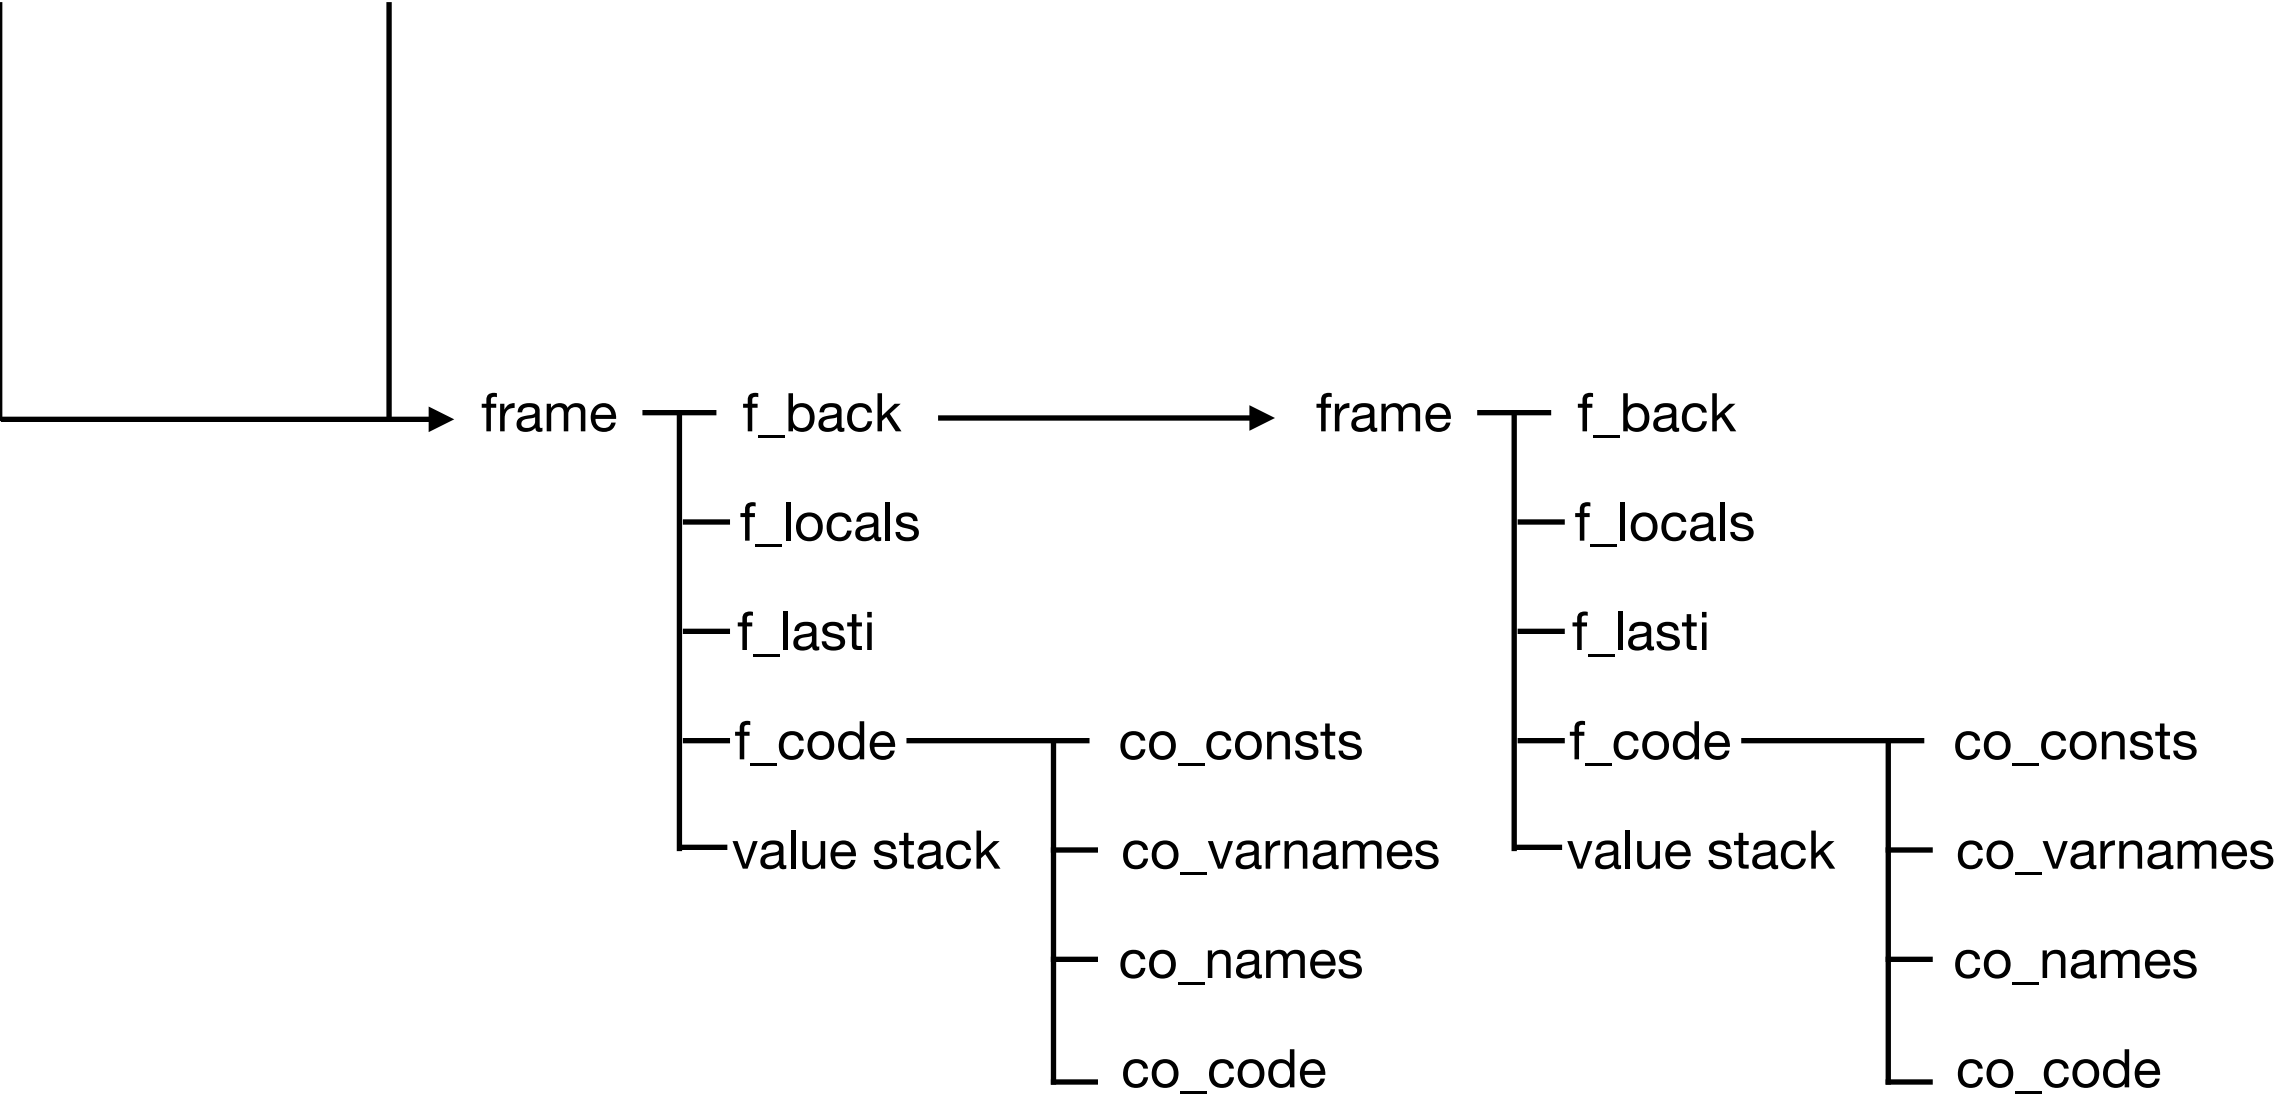 frame f_back frame f_back
f_locals f_locals
f_lasti f_lasti
f_code co_consts f_code co_consts
value stack co_varnames value stack co_varnames
co_names co_names
co_code co_code